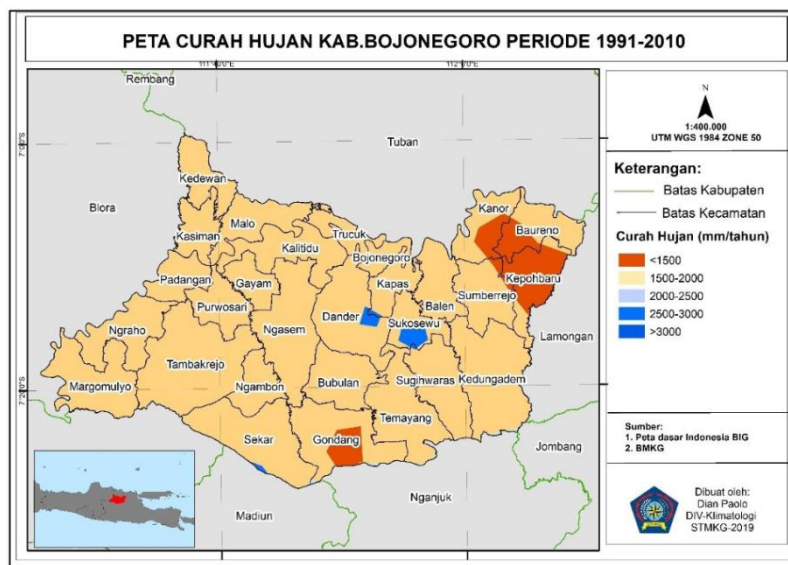 PETA CURAH HUJAN KAB.BOJONEGORO PERIODE 1991-2010
111°40'0"E
112°0'E
7°0'0"S
7°20'S
Rembang
Tuban
Blora
Kedewan
Malo
Kasiman
Trucuk
Kalitidu
Bojonegoro
Kanor
Baureno
Kepohbaru
Padangan
Gayam
Kapas
Balen
Sumberrejo
Purwosari
Dander
Sukosewu
Ngraho
Ngasem
Lamongan
Tambakrejo
Margomulyo
Ngambon
Bubulan
Sugihwaras
Kedungadem
Temayang
Sekar
Gondang
Jombang
Nganjuk
Madiun
N
1:400.000
UTM WGS 1984 ZONE 50
Keterangan:
Batas Kabupaten
Batas Kecamatan
Curah Hujan (mm/tahun)
<1500
1500-2000
2000-2500
2500-3000
>3000
Sumber:
1. Peta dasar Indonesia BIG
2. BMKG
Dibuat oleh:
Dian Paolo
DIV-Klimatologi
STMKG-2019